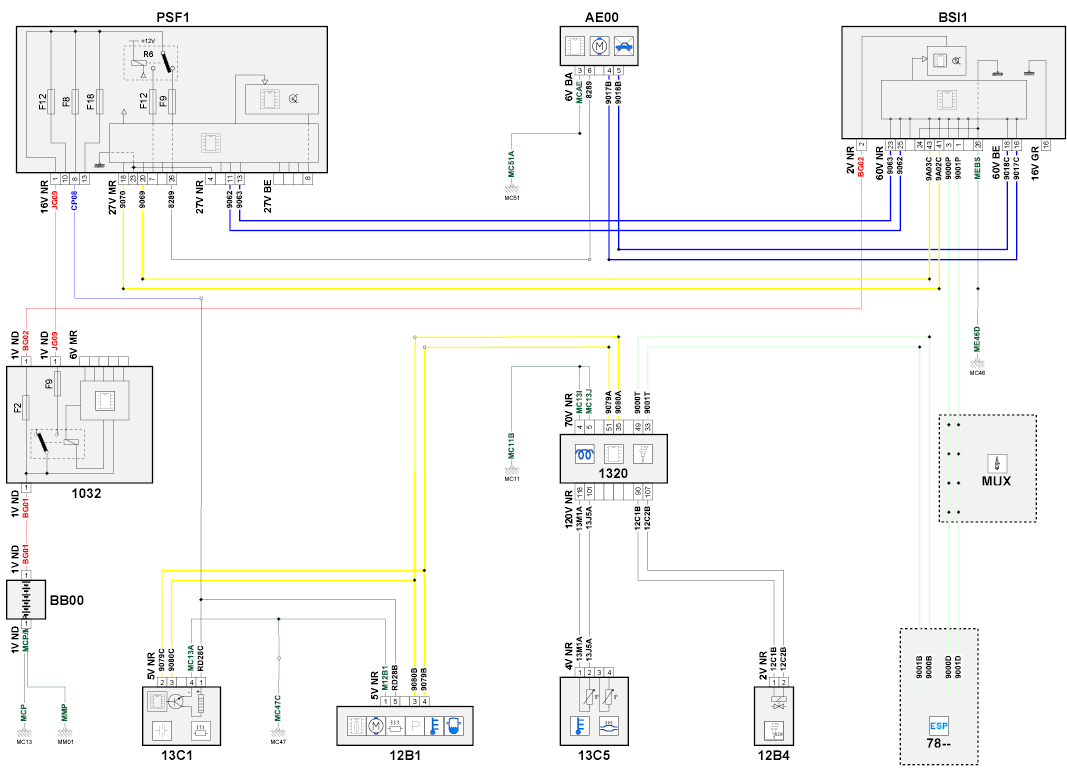 PSF1
AE00
BSI1
+12V
R6
F12
F8
F18
F12
F9
1
10
8
13
18
23
20
7
26
4
11
13
8
16V NR
JG09
CP08
27V MR
9070
9069
8289
27V NR
9062
9063
27V BE
3
6
4
5
6V BA
MCAE
8289
9017B
9018B
MC51A
MC51
2
23
25
24
43
41
3
1
26
18
16
16
2V NR
BG02
60V NR
9063
9062
9A03C
9A02C
9000P
9001P
MEBS
60V BE
9018C
9017C
16V GR
ME46D
MC46
1V ND
BG02
1V ND
JG09
6V MR
1
1
F2
F9
1
1032
1V ND
BG01
1V ND
BG01
1
BB00
1
1V ND
MCP/I
MCP
MMP
MC13
MM01
MC11B
MC11
70V NR
MC13I
MC13J
9079A
9080A
9000T
9001T
4
5
51
35
49
33
1320
118
101
90
107
120V NR
13M1A
13J5A
12C1B
12C2B
MUX
5V NR
9079C
9080C
MC13A
RD28C
2
3
4
1
13C1
MC47C
MC47
5V NR
M12B1
RD28B
9080B
9079B
1
5
3
4
P
12B1
4V NR
13M1A
13J5A
1
2
3
4
t°
t°
13C5
2V NR
12C1B
12C2B
1
2
12B4
9001B
9000B
9000D
9001D
ESP
78--